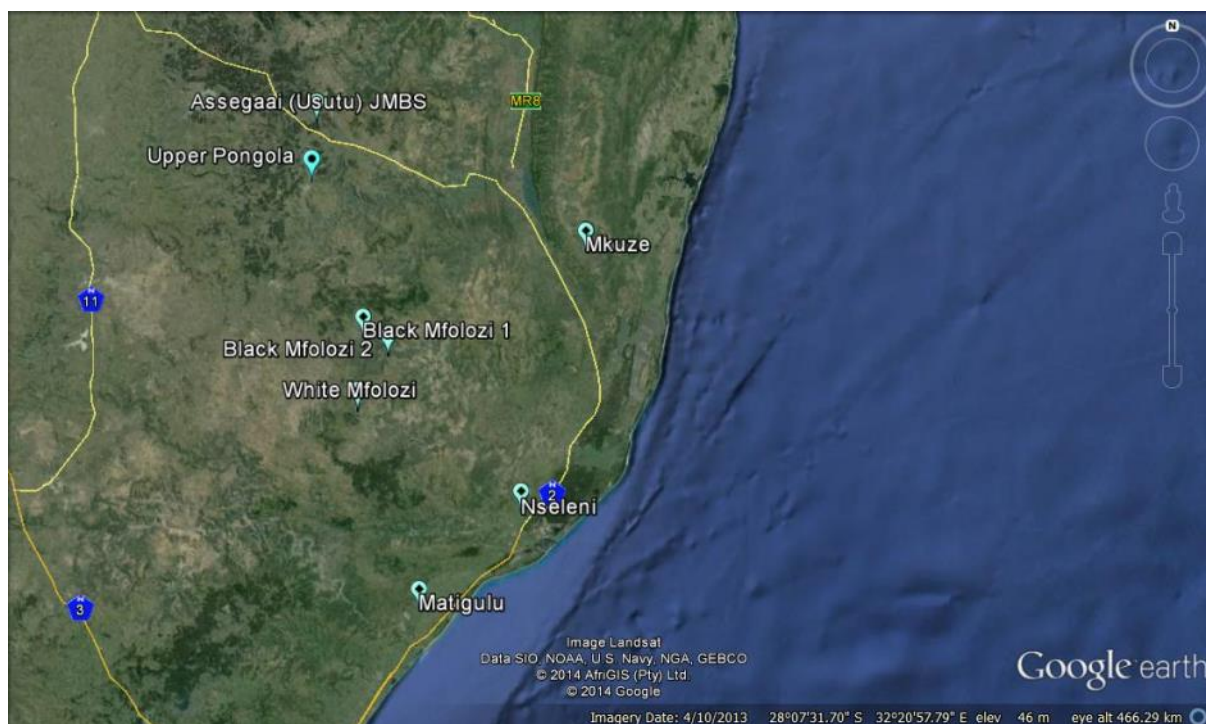 N
MR8
Assegaai (Usutu) JMBS
Upper Pongola
Mkuze
11
Black Mfolozi 1
Black Mfolozi 2
White Mfolozi
N
2
Nseleni
Matigulu
3
Image Landsat
Data SIO, NOAA, U.S. Navy, NGA, GEBCO
© 2014 AfriGIS (Pty) Ltd.
© 2014 Google
Google earth
Imagery Date: 4/10/2013 28°07'31.70" S 32°20'57.79" E elev 46 m eye alt 466.29 km